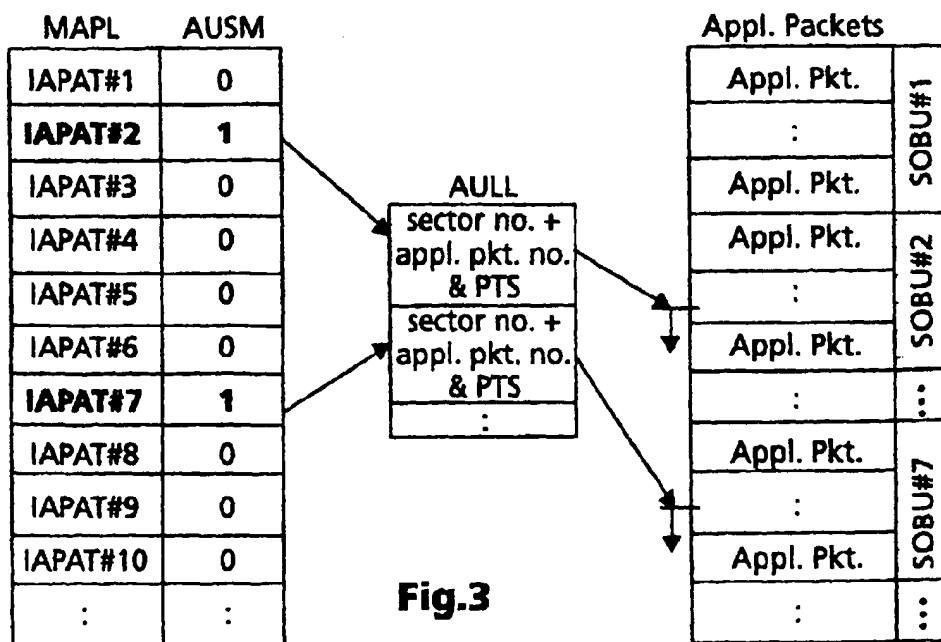 MAPL AUSM
IAPAT#1 0
IAPAT#2 1
IAPAT#3 0
IAPAT#4 0
IAPAT#5 0
IAPAT#6 0
IAPAT#7 1
IAPAT#8 0
IAPAT#9 0
IAPAT#10 0
: :
AULL
sector no. +
appl. pkt. no.
& PTS
sector no. +
appl. pkt. no.
& PTS
:
Appl. Packets
Appl. Pkt.
:
Appl. Pkt.
SOBU#1
Appl. Pkt.
:
Appl. Pkt.
SOBU#2
:
...
Appl. Pkt.
:
Appl. Pkt.
SOBU#7
:
...
Fig.3